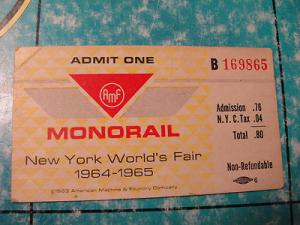 ADMIT ONE
B 169865
AMF
MONORAIL
Admission .76
N.Y.C. Tax .04
Total .80
New York World's Fair
1964-1965
Non-Refundable
©1963 American Machine & Foundry Company
6